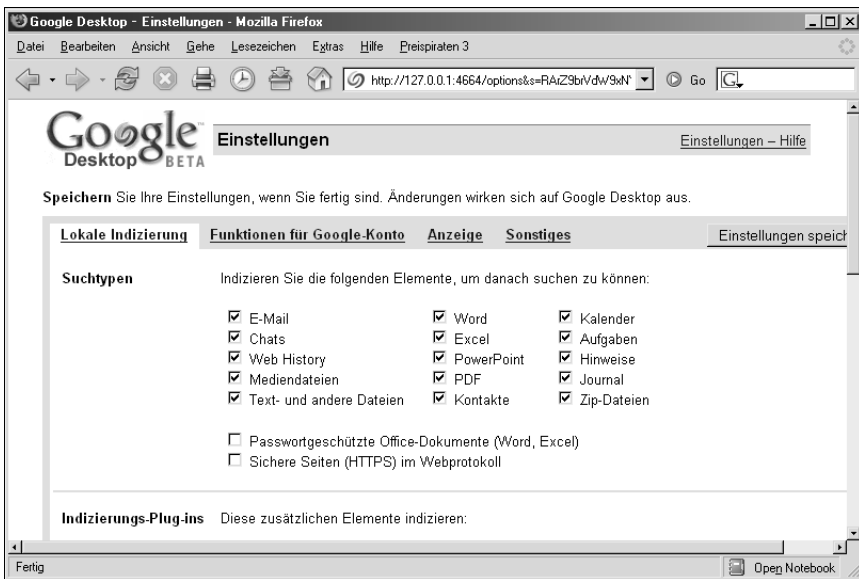 Google Desktop - Einstellungen - Mozilla Firefox
Datei Bearbeiten Ansicht Gehe Lesezeichen Extras Hilfe Preispiraten 3
http://127.0.0.1:4664/options&s=RArZ9brVdW9xN Go G
Google™ Desktop BETA
Einstellungen
Einstellungen – Hilfe
Speichern Sie Ihre Einstellungen, wenn Sie fertig sind. Änderungen wirken sich auf Google Desktop aus.
Lokale Indizierung Funktionen für Google-Konto Anzeige Sonstiges Einstellungen speich
Suchtypen Indizieren Sie die folgenden Elemente, um danach suchen zu können:
E-Mail Word Kalender
Chats Excel Aufgaben
Web History PowerPoint Hinweise
Mediendateien PDF Journal
Text- und andere Dateien Kontakte Zip-Dateien
Passwortgeschützte Office-Dokumente (Word, Excel)
Sichere Seiten (HTTPS) im Webprotokoll
Indizierungs-Plug-ins Diese zusätzlichen Elemente indizieren:
Fertig Open Notebook